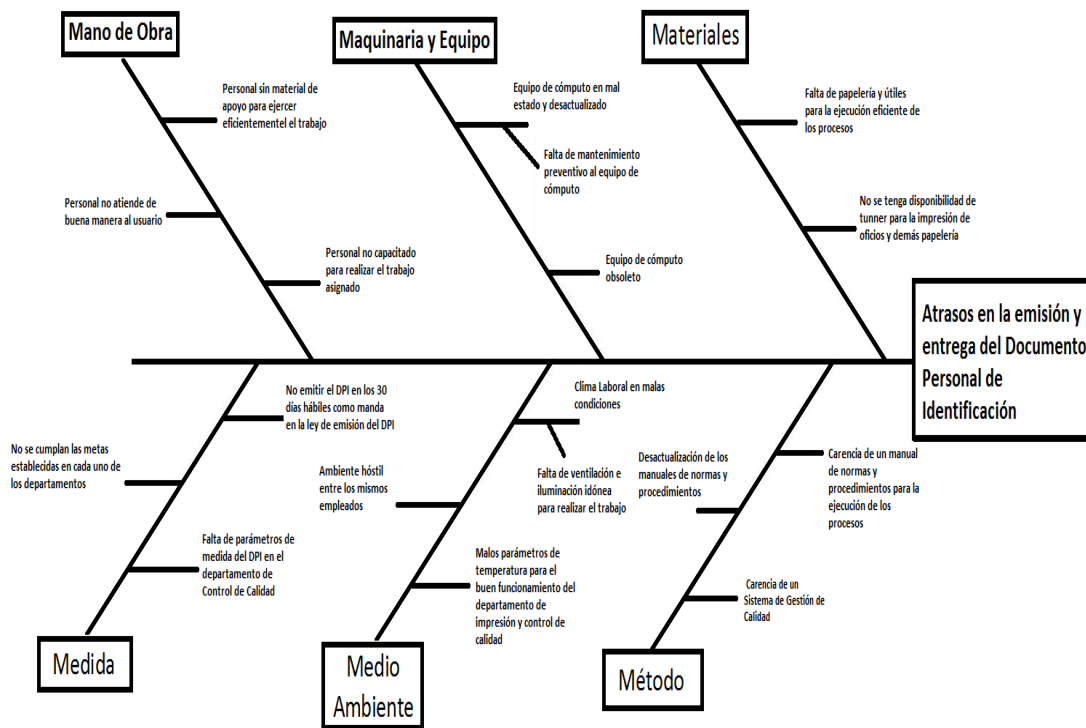 Mano de Obra
Personal sin material de
apoyo para ejercer
eficientementel el trabajo
Personal no atiende de
buena manera al usuario
Personal no capacitado
para realizar el trabajo
asignado
Maquinaria y Equipo
Equipo de cómputo en mal
estado y desactualizado
Falta de mantenimiento
preventivo al equipo de
cómputo
Equipo de cómputo
obsoleto
Materiales
Falta de papelería y útiles
para la ejecución eficiente de
los procesos
No se tenga disponibilidad de
tunner para la impresión de
oficios y demás papelería
Atrasos en la emisión y
entrega del Documento
Personal de
Identificación
No emitir el DPI en los 30
días hábiles como manda
en la ley de emisión del DPI
No se cumplan las metas
establecidas en cada uno de
los departamentos
Falta de parámetros de
medida del DPI en el
departamento de
Control de Calidad
Medida
Clima Laboral en malas
condiciones
Falta de ventilación e
iluminación idónea
para realizar el trabajo
Ambiente hóstil
entre los mismos
empleados
Malos parámetros de
temperatura para el
buen funcionamiento del
departamento de
impresión y control de
calidad
Medio
Ambiente
Desactualización de los
manuales de normas y
procedimientos
Carencia de un manual
de normas y
procedimientos para la
ejecución de los
procesos
Carencia de un
Sistema de Gestión de
Calidad
Método